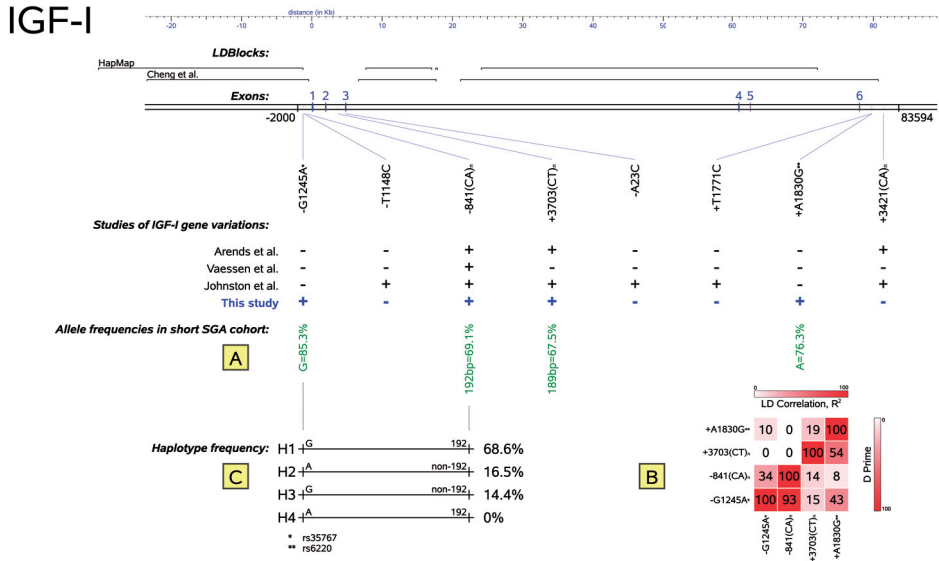 IGF-I
distance (in Kb)
-20 -10 0 10 20 30 40 50 60 70 80
LDBlocks:
HapMap
Cheng et al.
Exons: 1 2 3 4 5 6
-2000 83594
-G1245A* -T1148C -841(CA)n +3703(CT)n -A23C +T1771C +A1830G** +3421(CA)n
Studies of IGF-I gene variations:
Arends et al. - - + + - - - +
Vaessen et al. - - + - - - - -
Johnston et al. - + + + + + - +
This study + - + + - - + -
Allele frequencies in short SGA cohort: G=85.3% 192bp=69.1% 189bp=67.5% A=76.3%
A
0 100
LD Correlation, R²
Haplotype frequency: H1 G 192 68.6%
H2 A non-192 16.5%
H3 G non-192 14.4%
H4 A 192 0%
C
* rs35767
** rs6220
B
+A1830G** 10 0 19 100
+3703(CT)n 0 0 100 54
-841(CA)n 34 100 14 8
-G1245A* 100 93 15 43
-G1245A* -841(CA)n +3703(CT)n +A1830G**
0
D Prime
100